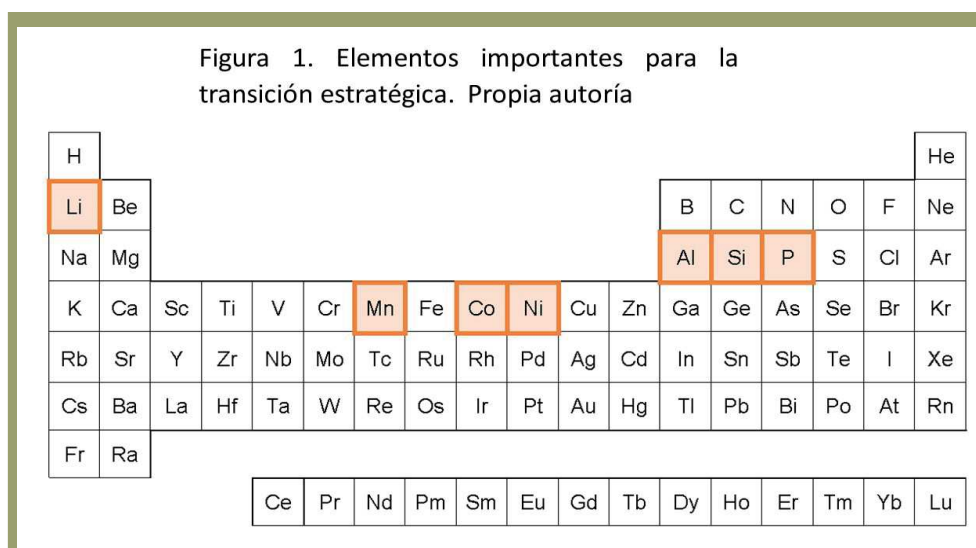 Figura 1. Elementos importantes para la
transición estratégica. Propia autoría
H He
Li Be B C N O F Ne
Na Mg Al Si P S Cl Ar
K Ca Sc Ti V Cr Mn Fe Co Ni Cu Zn Ga Ge As Se Br Kr
Rb Sr Y Zr Nb Mo Tc Ru Rh Pd Ag Cd In Sn Sb Te I Xe
Cs Ba La Hf Ta W Re Os Ir Pt Au Hg Tl Pb Bi Po At Rn
Fr Ra
Ce Pr Nd Pm Sm Eu Gd Tb Dy Ho Er Tm Yb Lu